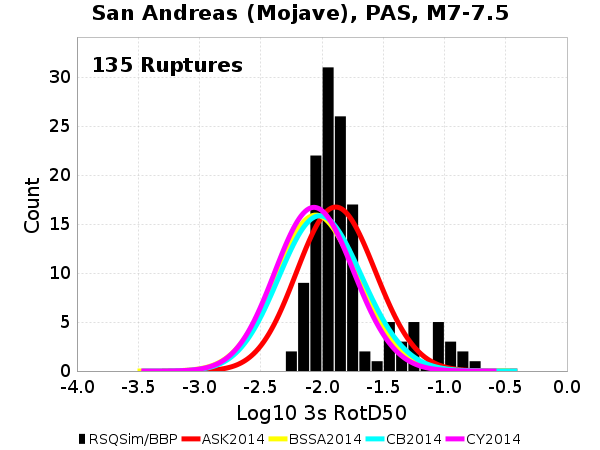 San Andreas (Mojave), PAS, M7-7.5
135 Ruptures
Count
30
25
20
15
10
5
0
-4.0 -3.5 -3.0 -2.5 -2.0 -1.5 -1.0 -0.5 0.0
Log10 3s RotD50
RSQSim/BBP ASK2014 BSSA2014 CB2014 CY2014